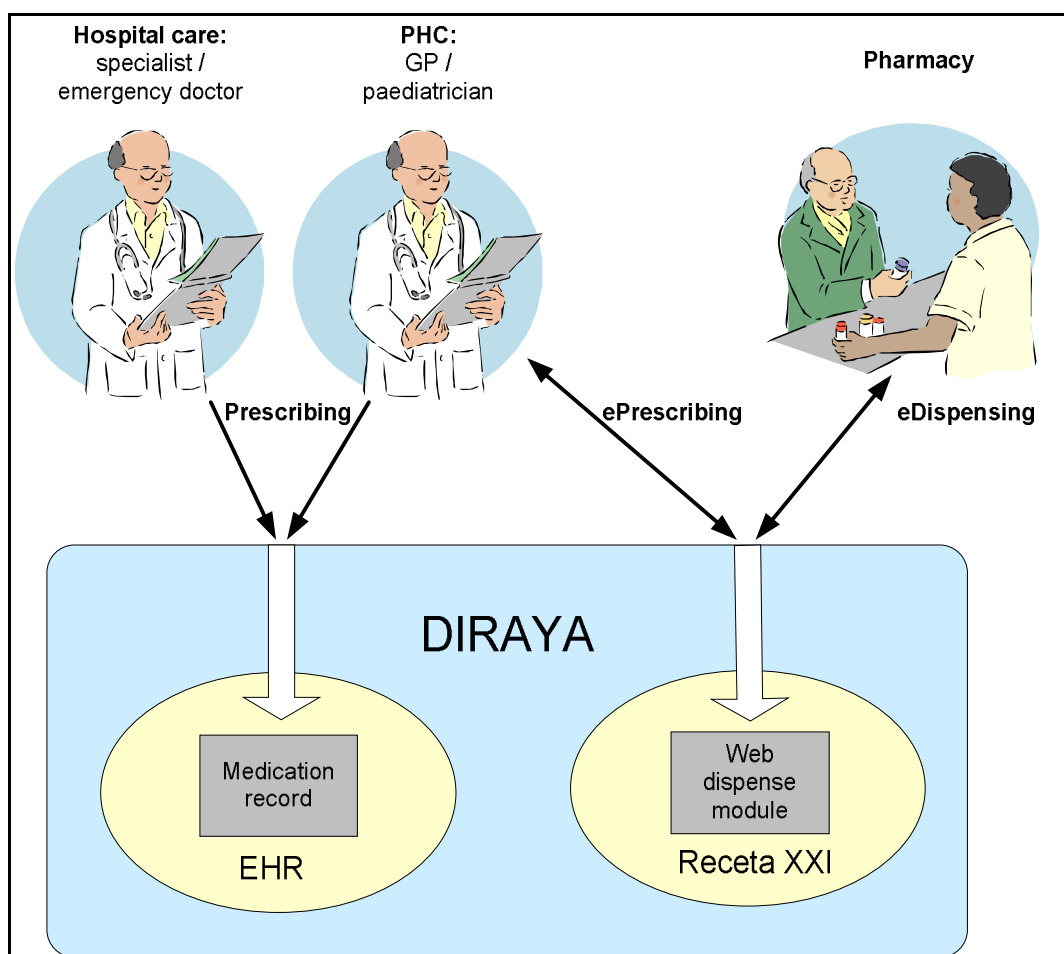 Hospital care:
specialist /
emergency doctor
PHC:
GP /
paediatrician
Pharmacy
Prescribing
ePrescribing
eDispensing
DIRAYA
Medication
record
EHR
Web
dispense
module
Receta XXI